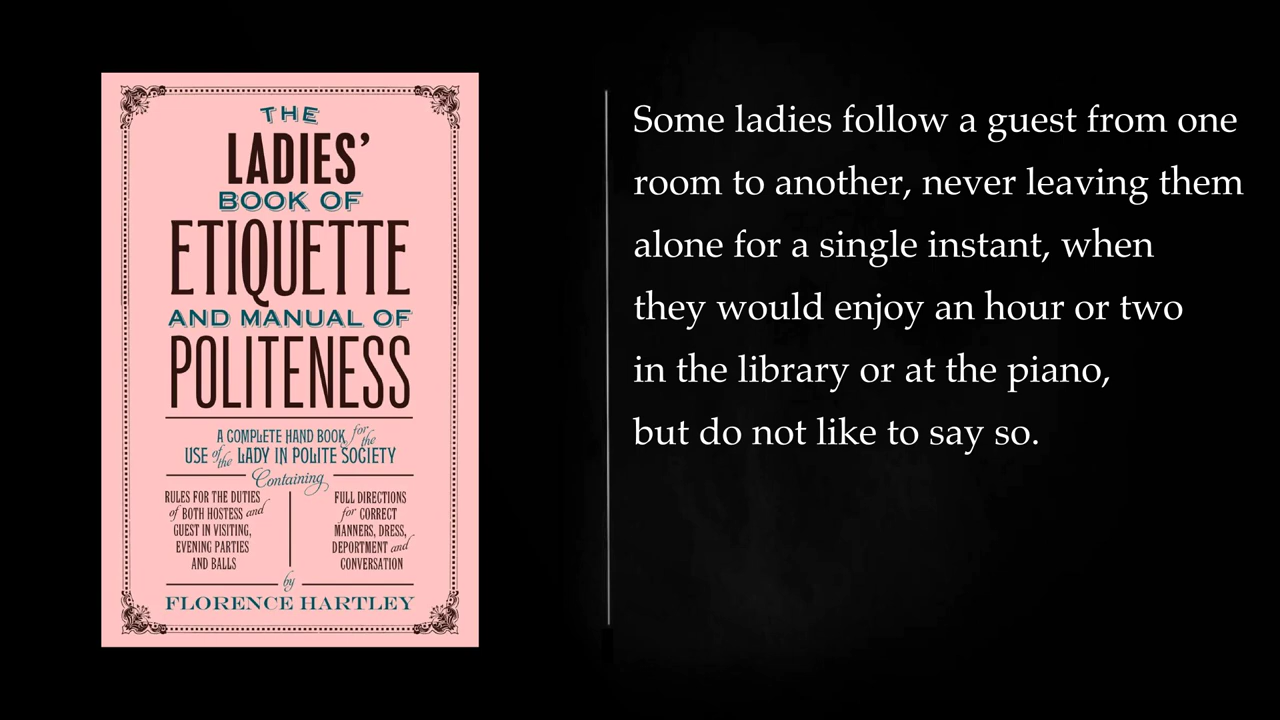 THE
LADIES'
BOOK OF
ETIQUETTE
AND MANUAL OF
POLITENESS
A COMPLETE HAND BOOK for the
USE of the LADY IN POLITE SOCIETY
Containing
RULES FOR THE DUTIES
of BOTH HOSTESS and
GUEST IN VISITING,
EVENING PARTIES
AND BALLS
FULL DIRECTIONS
for CORRECT
MANNERS, DRESS,
DEPORTMENT and
CONVERSATION
by
FLORENCE HARTLEY
Some ladies follow a guest from one
room to another, never leaving them
alone for a single instant, when
they would enjoy an hour or two
in the library or at the piano,
but do not like to say so.